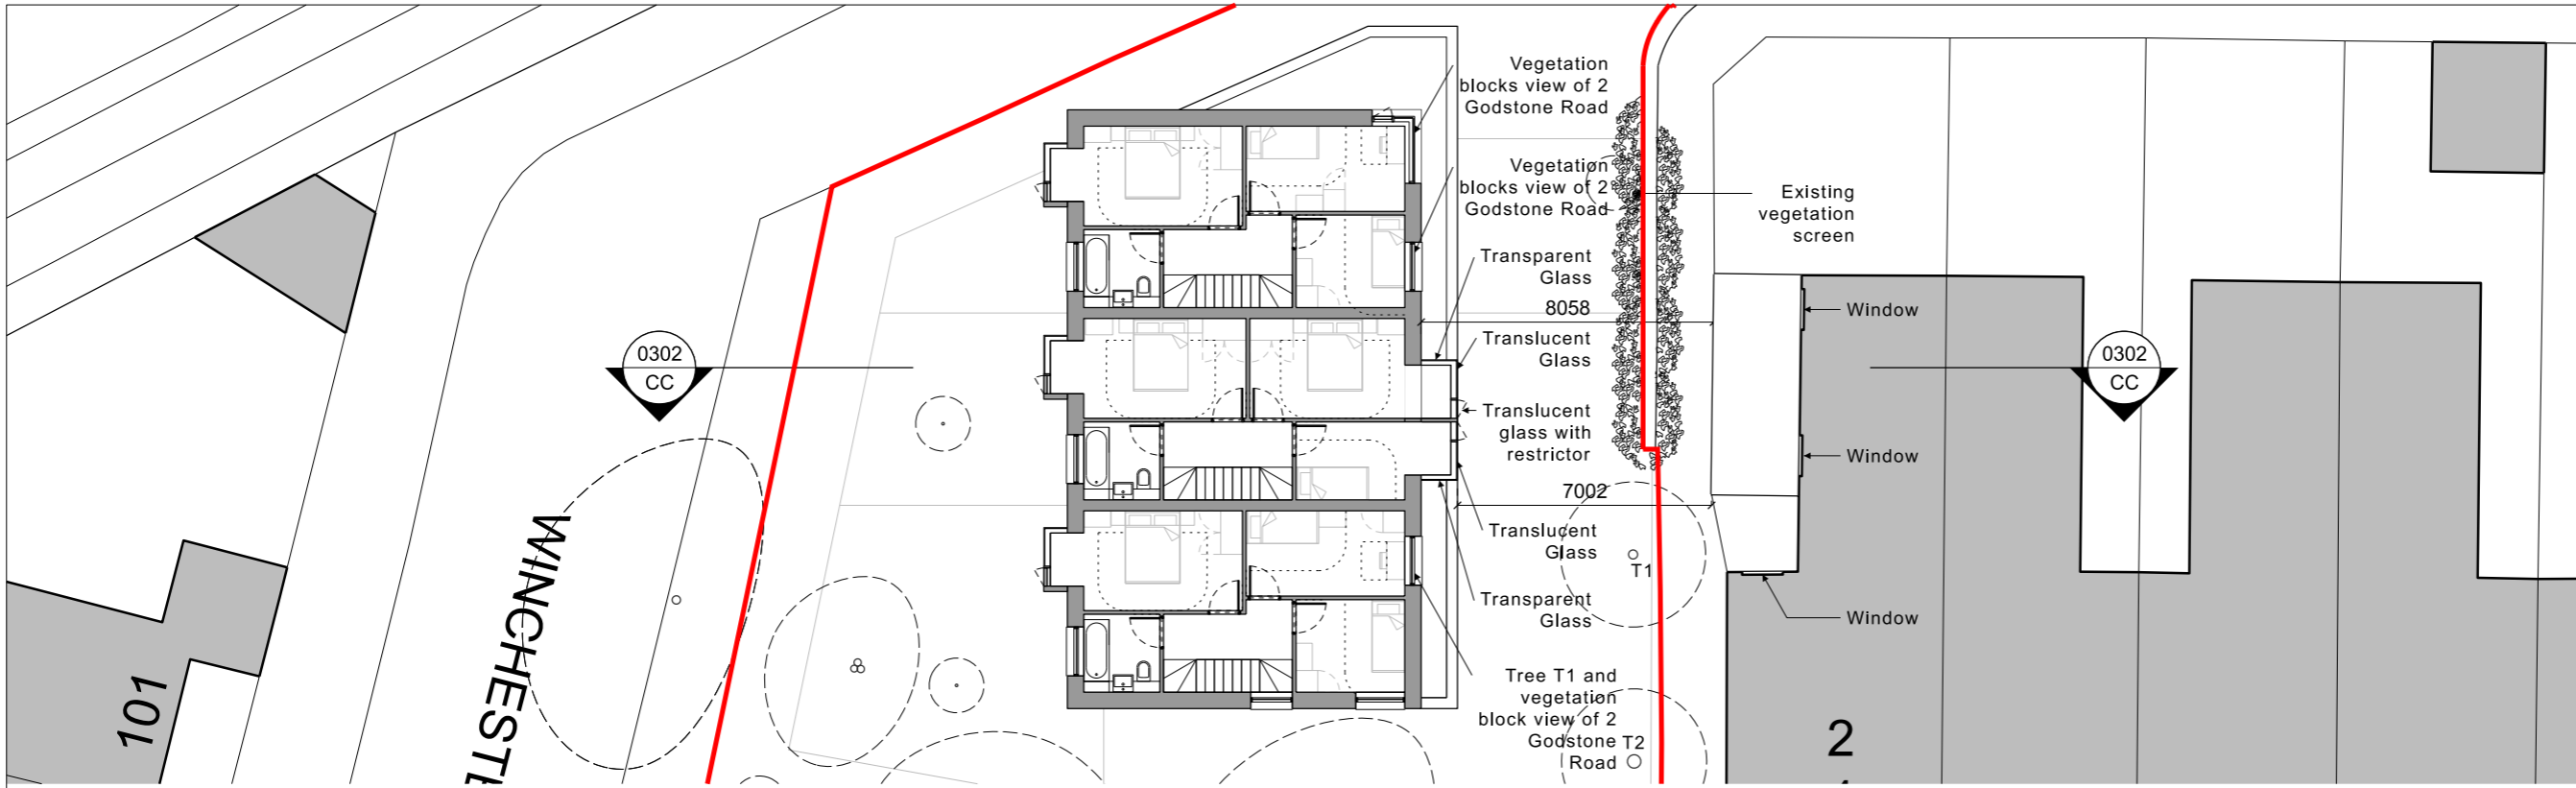 Vegetation
blocks view of 2
Godstone Road
Vegetation
blocks view of 2
Godstone Road
Existing
vegetation
screen
Transparent
Glass
8058
Window
Translucent
Glass
0302
CC
0302
CC
Translucent
glass with
restrictor
Window
7002
Translucent
Glass
T1
Transparent
Glass
Window
WINCHESTE
101
Tree T1 and
vegetation
block view of 2
Godstone
Road
T2
2